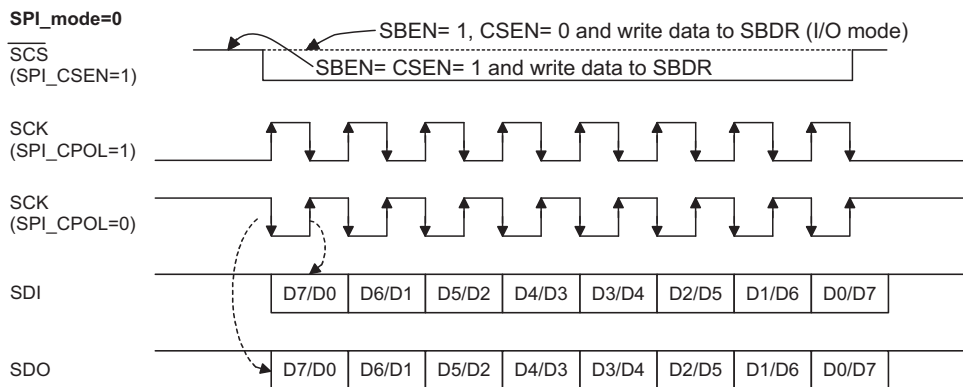 SPI_mode=0
SBEN= 1, CSEN= 0 and write data to SBDR (I/O mode)
SCS
(SPI_CSEN=1)
SBEN= CSEN= 1 and write data to SBDR
SCK
(SPI_CPOL=1)
SCK
(SPI_CPOL=0)
SDI D7/D0 D6/D1 D5/D2 D4/D3 D3/D4 D2/D5 D1/D6 D0/D7
SDO D7/D0 D6/D1 D5/D2 D4/D3 D3/D4 D2/D5 D1/D6 D0/D7